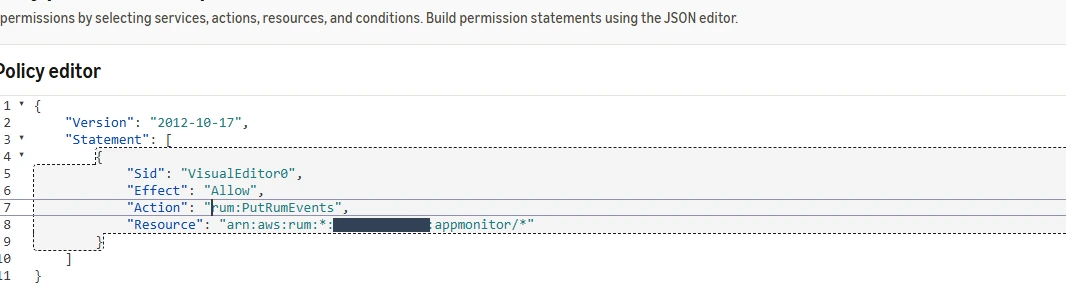 permissions by selecting services, actions, resources, and conditions. Build permission statements using the JSON editor.
Policy editor
1 {
2 "Version": "2012-10-17",
3 "Statement": [
4 {
5 "Sid": "VisualEditor0",
6 "Effect": "Allow",
7 "Action": "rum:PutRumEvents",
8 "Resource": "arn:aws:rum:*: :appmonitor/*"
9 }
10 ]
11 }